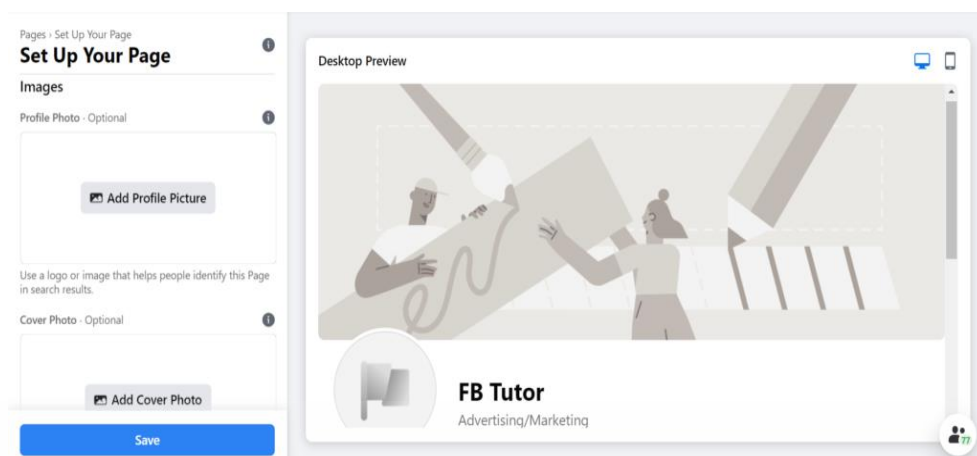 Pages › Set Up Your Page
Set Up Your Page
Images
Profile Photo · Optional
Add Profile Picture
Use a logo or image that helps people identify this Page
in search results.
Cover Photo · Optional
Add Cover Photo
Save
Desktop Preview
FB Tutor
Advertising/Marketing
77